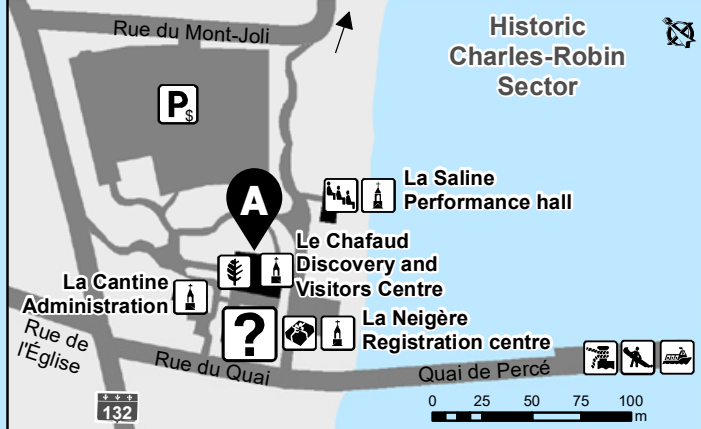 Rue du Mont-Joli
Historic
Charles-Robin
Sector
P$
La Saline
Performance hall
A
Le Chafaud
Discovery and
Visitors Centre
La Cantine
Administration
?
La Neigère
Registration centre
Rue de
l'Église
Rue du Quai
Quai de Percé
132
0 25 50 75 100
m